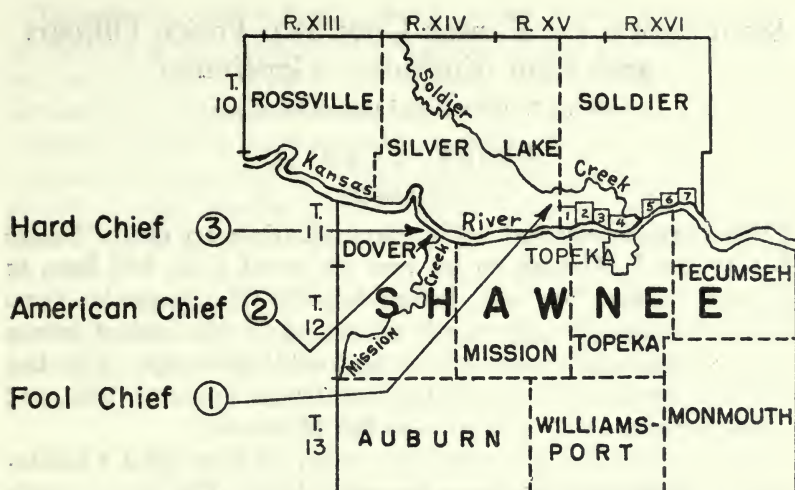 R. XIII R. XIV R. XV R. XVI
T. 10
ROSSVILLE
SOLDIER
Soldier Creek
SILVER LAKE
Kansas River
1 2 3 4 5 6 7
T. 11
Hard Chief ③
DOVER
TOPEKA
TECUMSEH
American Chief ②
T. 12
SHAWNEE
Mission Creek
MISSION
TOPEKA
Fool Chief ①
T. 13
AUBURN
WILLIAMS-
PORT
MONMOUTH